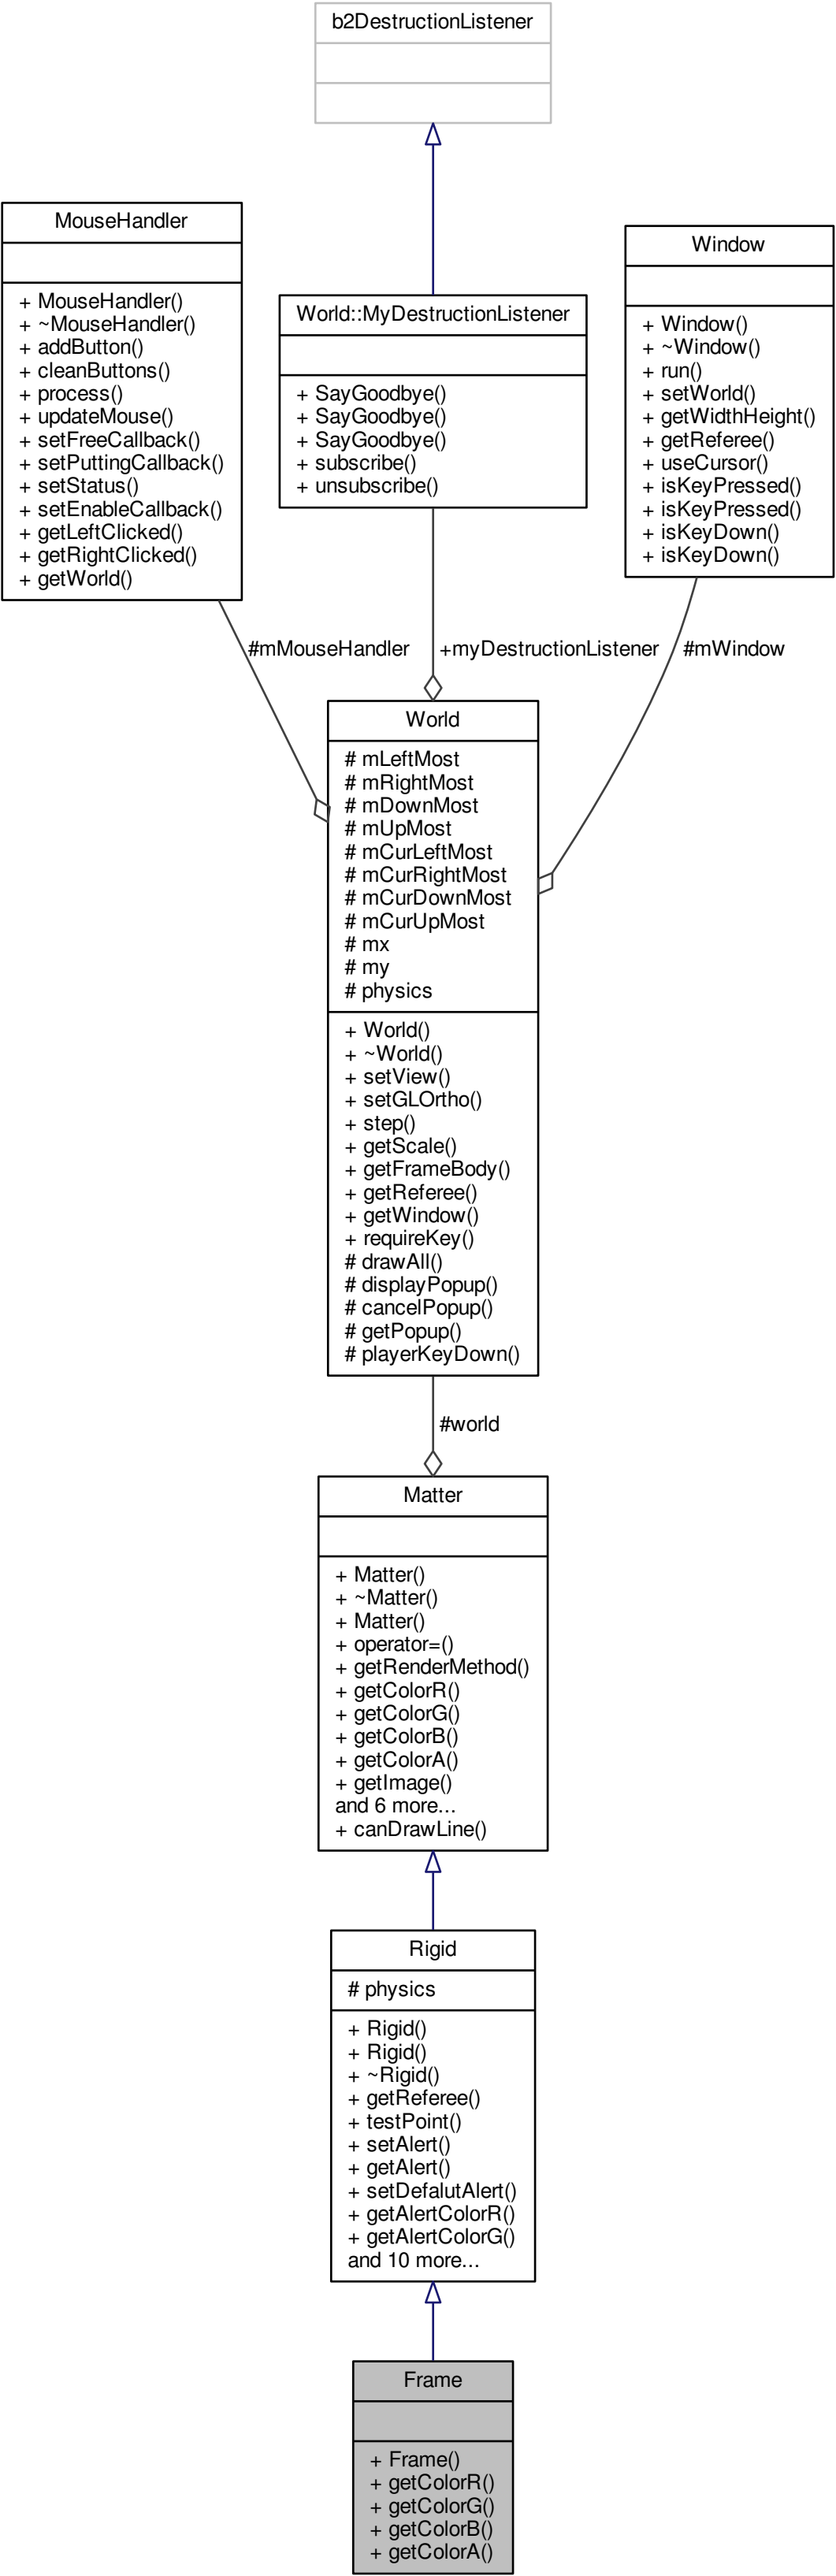 b2DestructionListener
MouseHandler
+ MouseHandler()
+ ~MouseHandler()
+ addButton()
+ cleanButtons()
+ process()
+ updateMouse()
+ setFreeCallback()
+ setPuttingCallback()
+ setStatus()
+ setEnableCallback()
+ getLeftClicked()
+ getRightClicked()
+ getWorld()
World::MyDestructionListener
+ SayGoodbye()
+ SayGoodbye()
+ SayGoodbye()
+ subscribe()
+ unsubscribe()
Window
+ Window()
+ ~Window()
+ run()
+ setWorld()
+ getWidthHeight()
+ getReferee()
+ useCursor()
+ isKeyPressed()
+ isKeyPressed()
+ isKeyDown()
+ isKeyDown()
#mMouseHandler
+myDestructionListener
#mWindow
World
# mLeftMost
# mRightMost
# mDownMost
# mUpMost
# mCurLeftMost
# mCurRightMost
# mCurDownMost
# mCurUpMost
# mx
# my
# physics
+ World()
+ ~World()
+ setView()
+ setGLOrtho()
+ step()
+ getScale()
+ getFrameBody()
+ getReferee()
+ getWindow()
+ requireKey()
# drawAll()
# displayPopup()
# cancelPopup()
# getPopup()
# playerKeyDown()
#world
Matter
+ Matter()
+ ~Matter()
+ Matter()
+ operator=()
+ getRenderMethod()
+ getColorR()
+ getColorG()
+ getColorB()
+ getColorA()
+ getImage()
and 6 more...
+ canDrawLine()
Rigid
# physics
+ Rigid()
+ Rigid()
+ ~Rigid()
+ getReferee()
+ testPoint()
+ setAlert()
+ getAlert()
+ setDefalutAlert()
+ getAlertColorR()
+ getAlertColorG()
and 10 more...
Frame
+ Frame()
+ getColorR()
+ getColorG()
+ getColorB()
+ getColorA()